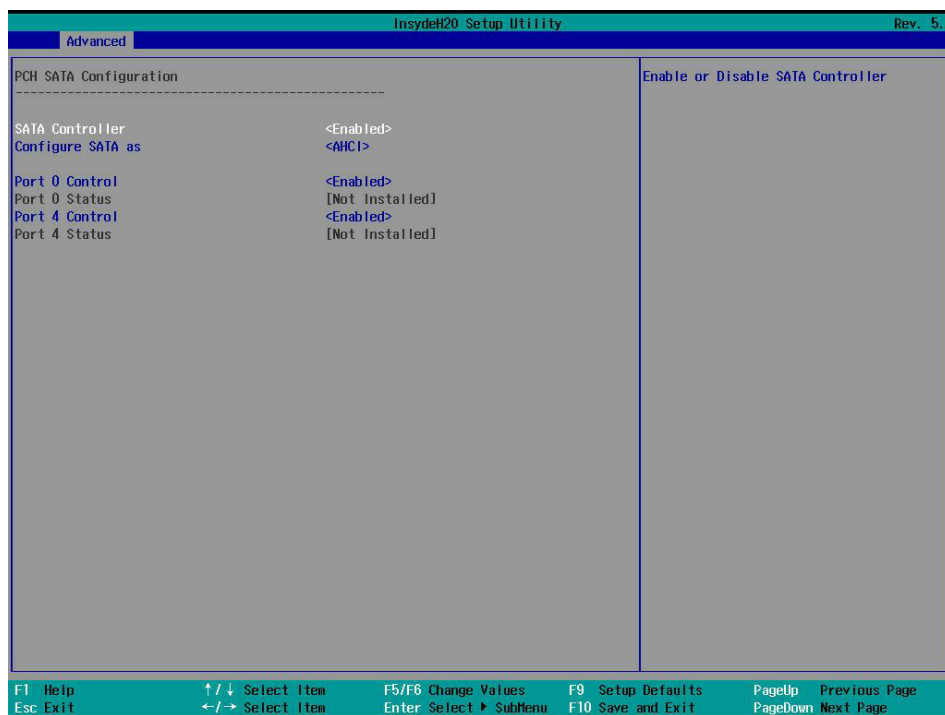 InsydeH20 Setup Utility Rev. 5.
Advanced
PCH SATA Configuration
--------------------------------------------------
Enable or Disable SATA Controller
SATA Controller <Enabled>
Configure SATA as <AHCI>
Port 0 Control <Enabled>
Port 0 Status [Not Installed]
Port 4 Control <Enabled>
Port 4 Status [Not Installed]
F1 Help ↑/↓ Select Item F5/F6 Change Values F9 Setup Defaults PageUp Previous Page
Esc Exit ←/→ Select Item Enter Select ▶ SubMenu F10 Save and Exit PageDown Next Page